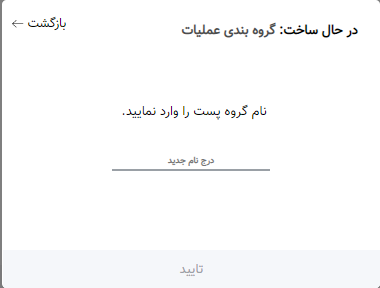 در حال ساخت: گروه بندی عملیات
بازگشت ←
نام گروه پست را وارد نمایید.
درج نام جدید
تایید